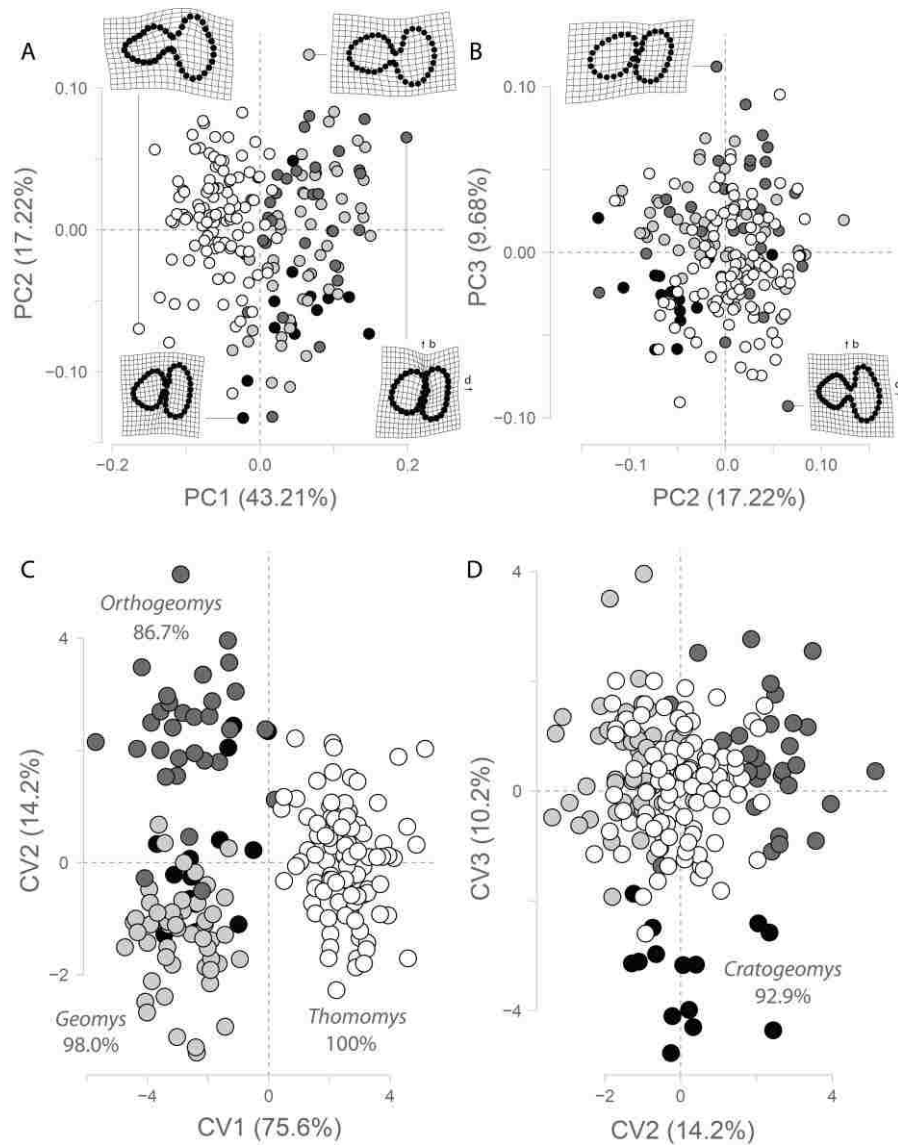 A
B
b
d
b
d
0.10
0.00
−0.10
PC2 (17.22%)
−0.2
0.0
0.2
PC1 (43.21%)
0.10
0.00
−0.10
PC3 (9.68%)
−0.1
0.0
0.10
PC2 (17.22%)
C
D
Orthogeomys
86.7%
Geomys
98.0%
Thomomys
100%
4
2
0
−2
CV2 (14.2%)
−4
0
4
CV1 (75.6%)
Cratogeomys
92.9%
4
0
−4
CV3 (10.2%)
−2
0
2
4
CV2 (14.2%)